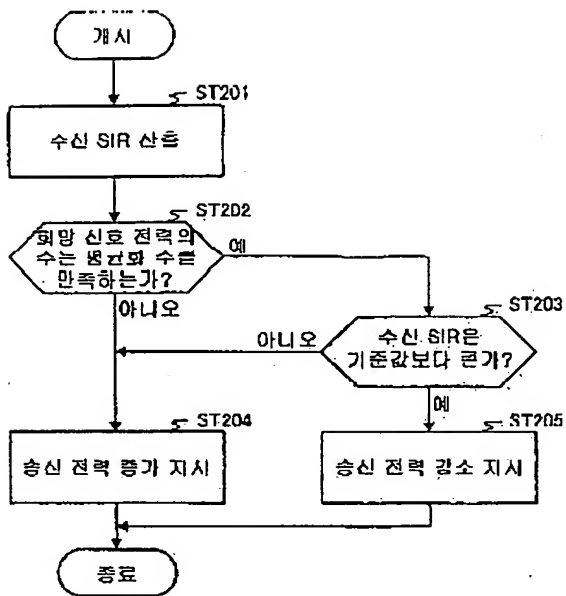 개시
ST201
수신 SIR 산출
ST202
희망 신호 전력의
수는 평균화 수를
만족하는가?
예
아니오
ST203
수신 SIR은
기준값보다 큰가?
아니오
예
ST204
송신 전력 증가 지시
ST205
송신 전력 감소 지시
종료